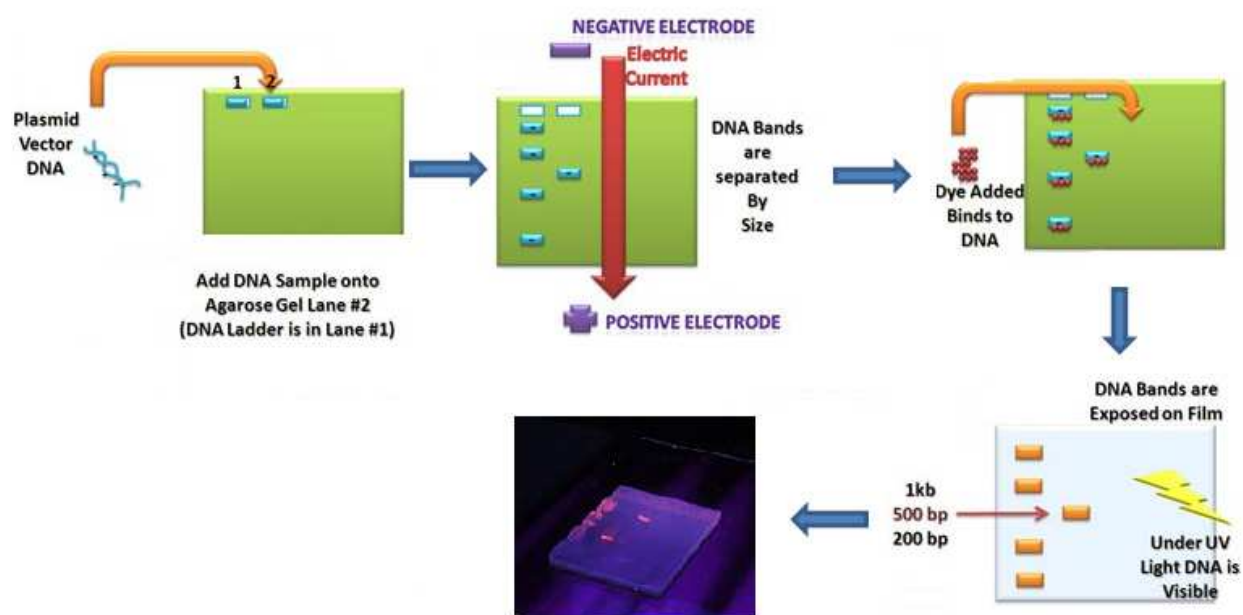 Plasmid
Vector
DNA
1 2
Add DNA Sample onto
Agarose Gel Lane #2
(DNA Ladder is in Lane #1)
NEGATIVE ELECTRODE
Electric
Current
DNA Bands
are
separated
By
Size
POSITIVE ELECTRODE
Dye Added
Binds to
DNA
DNA Bands are
Exposed on Film
1kb
500 bp
200 bp
Under UV
Light DNA is
Visible